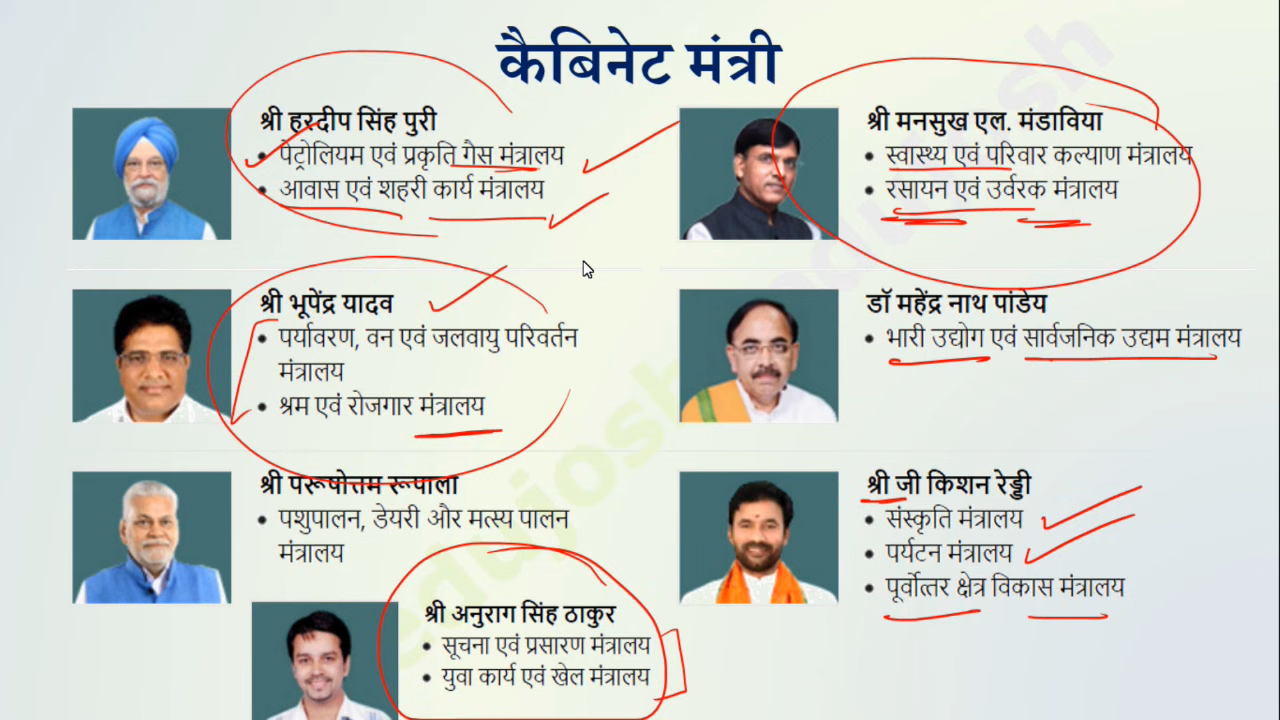 कैबिनेट मंत्री
श्री हरदीप सिंह पुरी
• पेट्रोलियम एवं प्रकृति गैस मंत्रालय
• आवास एवं शहरी कार्य मंत्रालय
श्री मनसुख एल. मंडाविया
• स्वास्थ्य एवं परिवार कल्याण मंत्रालय
• रसायन एवं उर्वरक मंत्रालय
श्री भूपेंद्र यादव
• पर्यावरण, वन एवं जलवायु परिवर्तन
मंत्रालय
• श्रम एवं रोजगार मंत्रालय
डॉ महेंद्र नाथ पांडेय
• भारी उद्योग एवं सार्वजनिक उद्यम मंत्रालय
श्री परूषोत्तम रूपाला
• पशुपालन, डेयरी और मत्स्य पालन
मंत्रालय
श्री जी किशन रेड्डी
• संस्कृति मंत्रालय
• पर्यटन मंत्रालय
• पूर्वोत्तर क्षेत्र विकास मंत्रालय
श्री अनुराग सिंह ठाकुर
• सूचना एवं प्रसारण मंत्रालय
• युवा कार्य एवं खेल मंत्रालय
edujosh